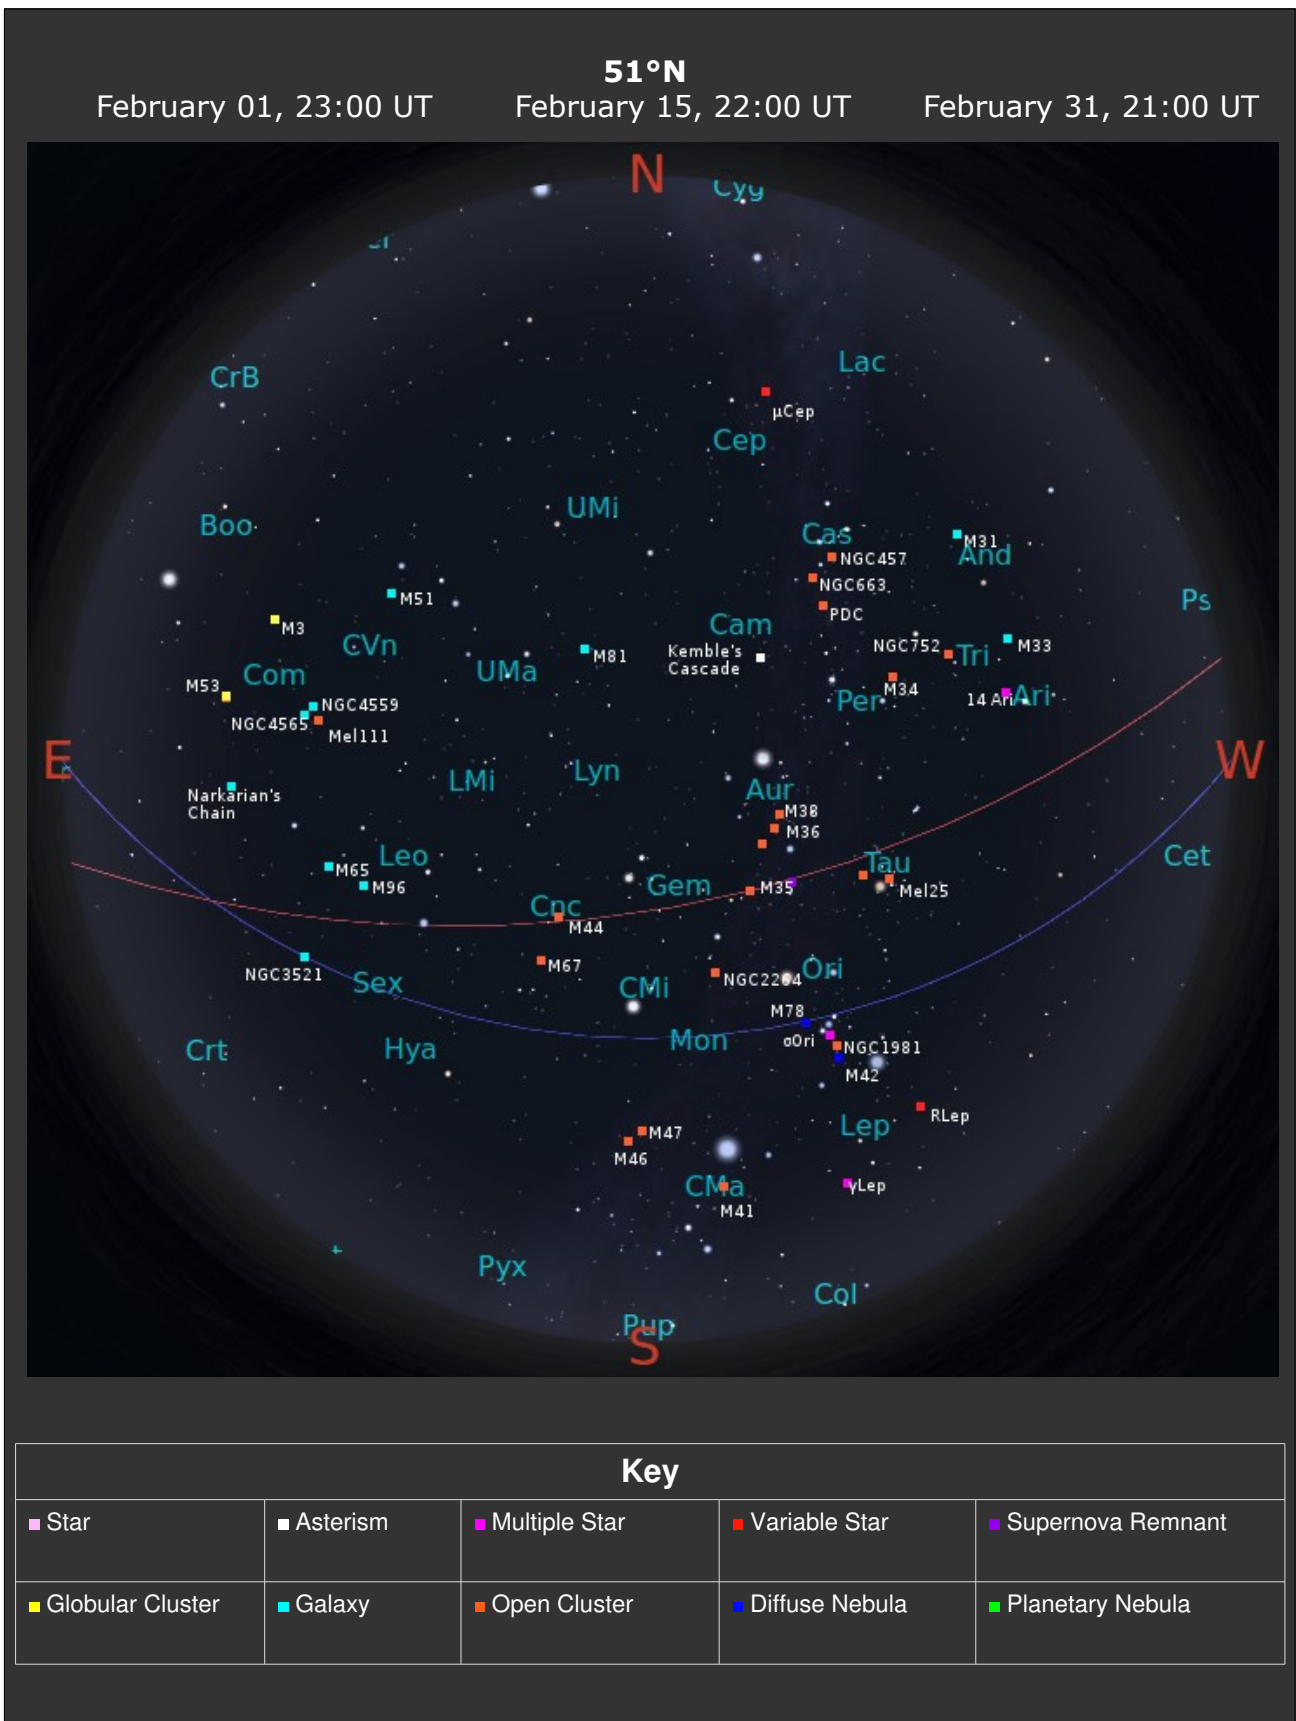 51°N
February 01, 23:00 UT February 15, 22:00 UT February 31, 21:00 UT
N
Cyg
CrB
Lac
µCep
Cep
UMi
Boo
Cas
M31
And
NGC457
NGC663
PDC
M51
Ps
M3
CVn
Cam
Kemble's
Cascade
NGC752
Tri
M33
M81
UMa
Com
M53
M34
Per
14 Ari
Ari
NGC4559
NGC4565
Mel111
E
W
Lyn
LMi
Aur
Narkarian's
Chain
M38
M36
Leo
Tau
Cet
M65
M96
Gem
M35
Mel25
Cnc
M44
M67
NGC3521
Sex
CMi
NGC2264
Ori
M78
Mon
σOri
NGC1981
M42
Crt
Hya
RLep
Lep
M47
M46
CMa
γLep
M41
Pyx
Col
Pup
S
Key
Star Asterism Multiple Star Variable Star Supernova Remnant
Globular Cluster Galaxy Open Cluster Diffuse Nebula Planetary Nebula